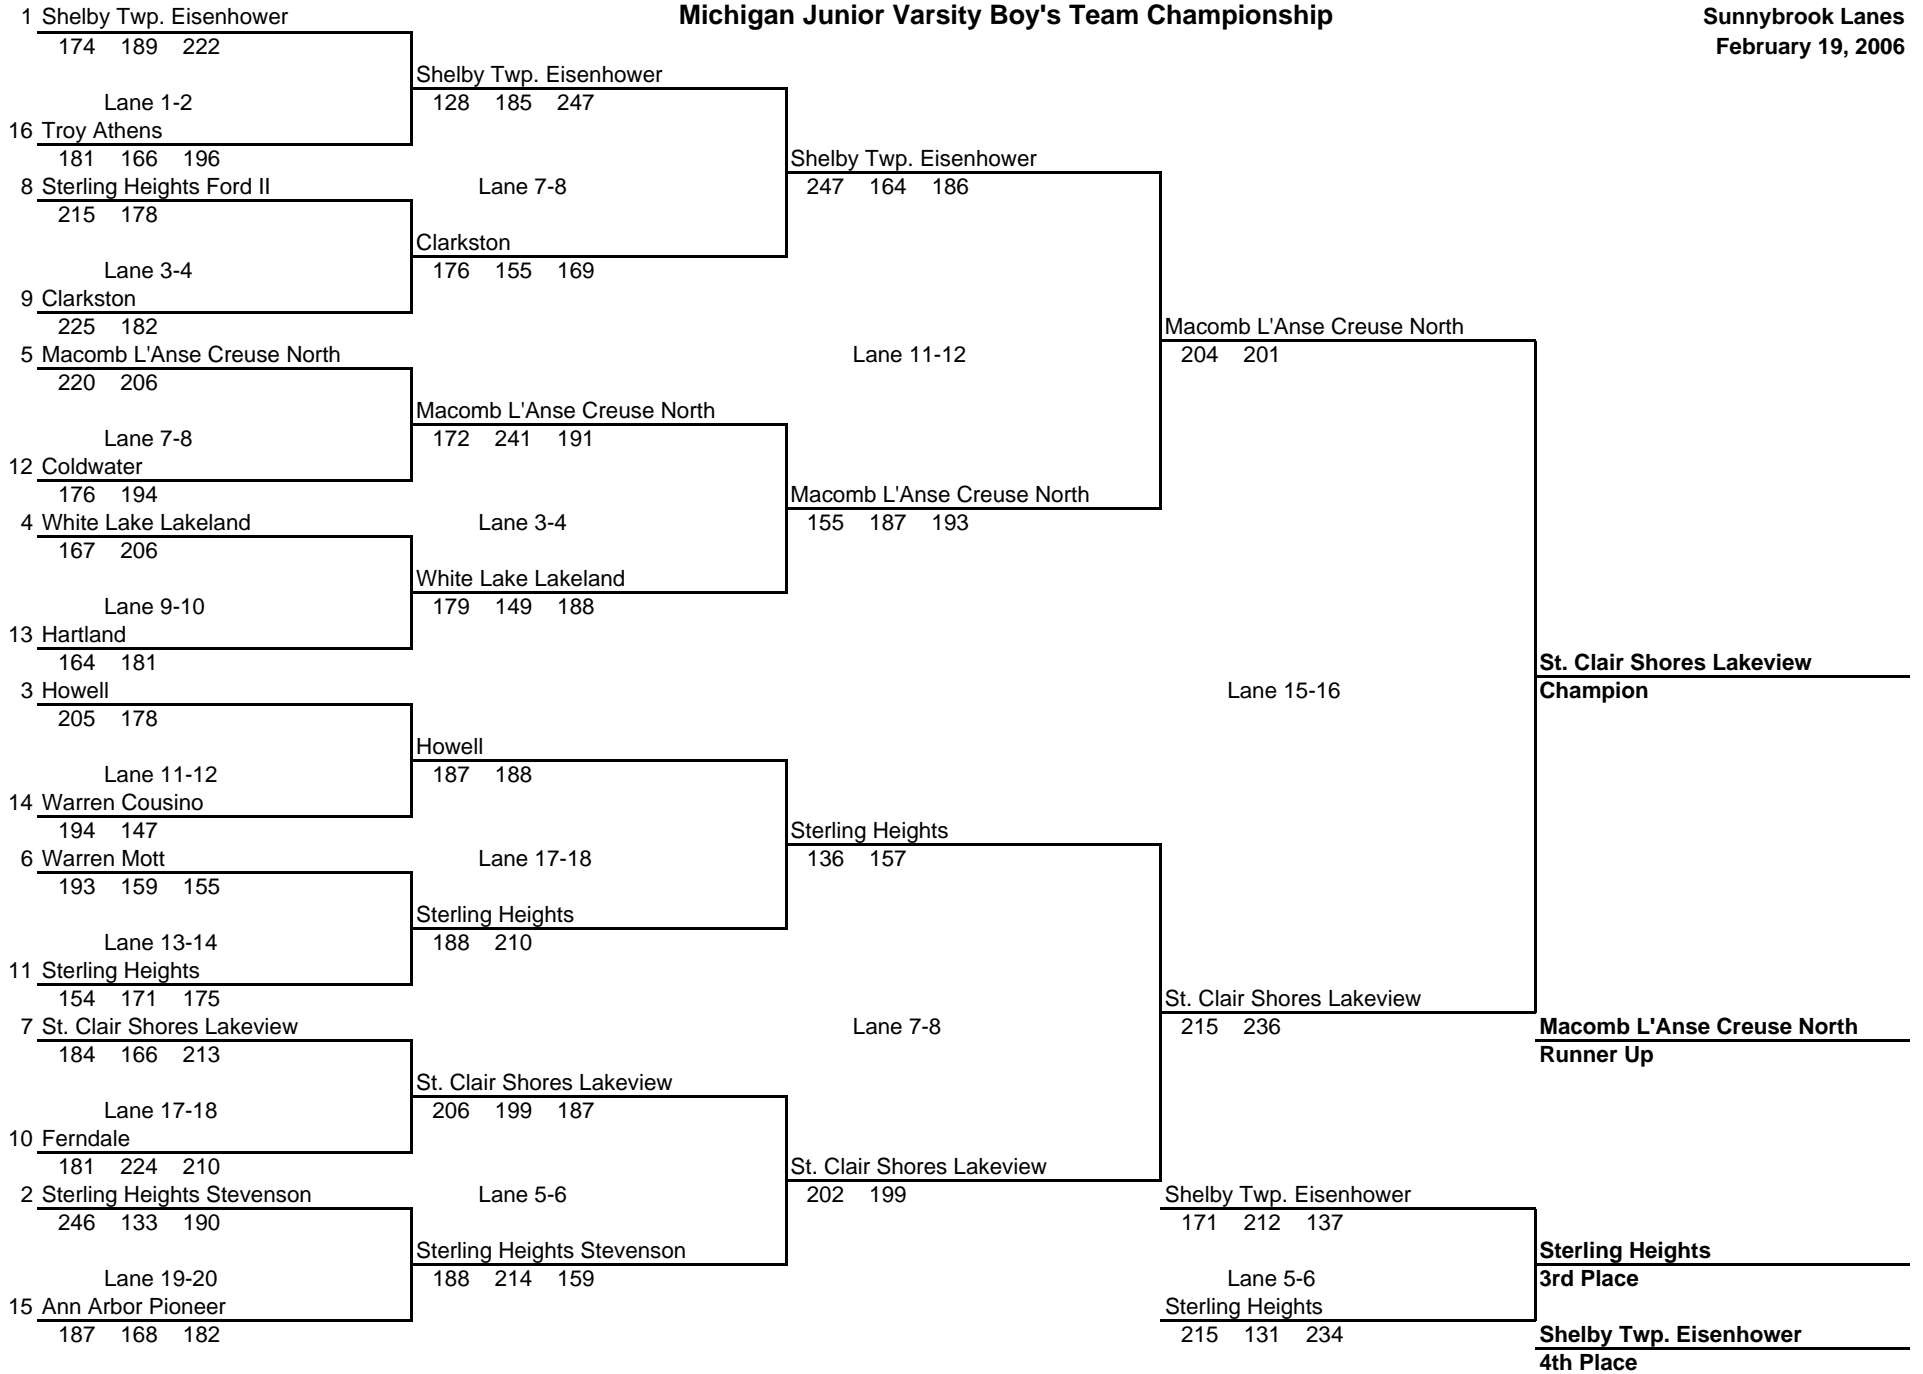 Michigan Junior Varsity Boy's Team Championship
Sunnybrook Lanes
February 19, 2006
1 Shelby Twp. Eisenhower
174 189 222
Lane 1-2
16 Troy Athens
181 166 196
8 Sterling Heights Ford II
215 178
Lane 3-4
9 Clarkston
225 182
5 Macomb L'Anse Creuse North
220 206
Lane 7-8
12 Coldwater
176 194
4 White Lake Lakeland
167 206
Lane 9-10
13 Hartland
164 181
3 Howell
205 178
Lane 11-12
14 Warren Cousino
194 147
6 Warren Mott
193 159 155
Lane 13-14
11 Sterling Heights
154 171 175
7 St. Clair Shores Lakeview
184 166 213
Lane 17-18
10 Ferndale
181 224 210
2 Sterling Heights Stevenson
246 133 190
Lane 19-20
15 Ann Arbor Pioneer
187 168 182
Shelby Twp. Eisenhower
128 185 247
Lane 7-8
Clarkston
176 155 169
Macomb L'Anse Creuse North
172 241 191
Lane 3-4
White Lake Lakeland
179 149 188
Howell
187 188
Lane 17-18
Sterling Heights
188 210
St. Clair Shores Lakeview
206 199 187
Lane 5-6
Sterling Heights Stevenson
188 214 159
Shelby Twp. Eisenhower
247 164 186
Lane 11-12
Macomb L'Anse Creuse North
155 187 193
Sterling Heights
136 157
Lane 7-8
St. Clair Shores Lakeview
202 199
Macomb L'Anse Creuse North
204 201
Lane 15-16
St. Clair Shores Lakeview
215 236
Shelby Twp. Eisenhower
171 212 137
Lane 5-6
Sterling Heights
215 131 234
St. Clair Shores Lakeview
Champion
Macomb L'Anse Creuse North
Runner Up
Sterling Heights
3rd Place
Shelby Twp. Eisenhower
4th Place